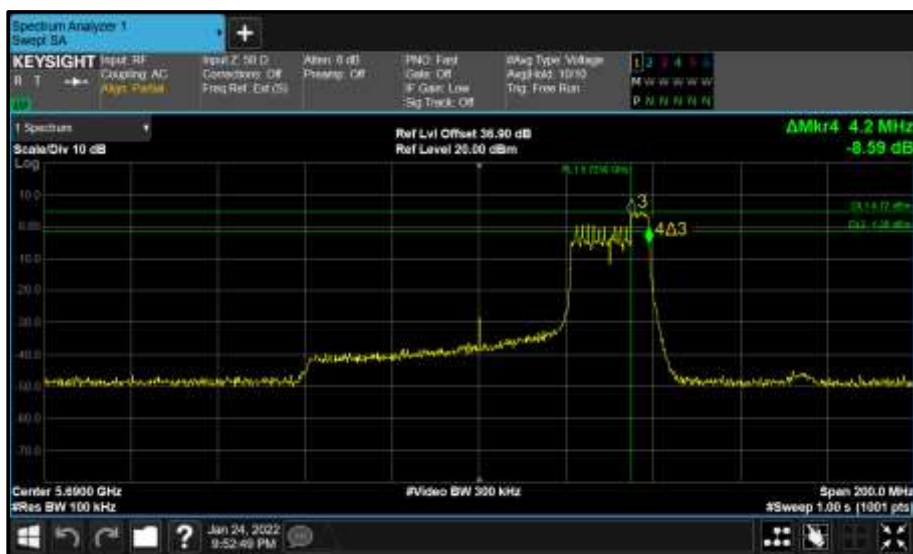 Spectrum Analyzer 1
Swept SA
+
KEYSIGHT
R T
Input: RF
Coupling: AC
Align: Partial
Input Z: 50 Ω
Corrections: Off
Freq Ref: Ext (S)
Atten: 6 dB
Preamp: Off
PNO: Fast
Gate: Off
IF Gain: Low
Sig Track: Off
#Avg Type: Voltage
Avg|Hold: 10/10
Trig: Free Run
1 2 3 4 5 6
M W W W W W
P N N N N N
1 Spectrum
Scale/Div 10 dB
Log
Ref Lvl Offset 36.90 dB
Ref Level 20.00 dBm
ΔMkr4 4.2 MHz
-8.59 dB
10.0
0.00
-10.0
-20.0
-30.0
-40.0
-50.0
-60.0
-70.0
3
4Δ3
Center 5.6900 GHz
#Res BW 100 kHz
#Video BW 300 kHz
Span 200.0 MHz
#Sweep 1.00 s (1001 pts)
?
Jan 24, 2022
9:52:49 PM